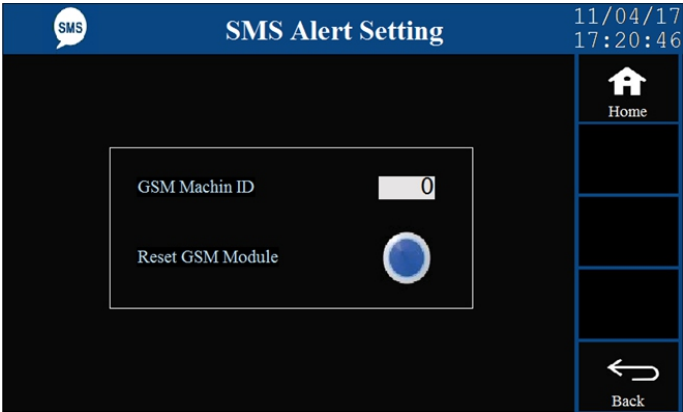 SMS
SMS Alert Setting
11/04/17
17:20:46
Home
GSM Machin ID
0
Reset GSM Module
Back